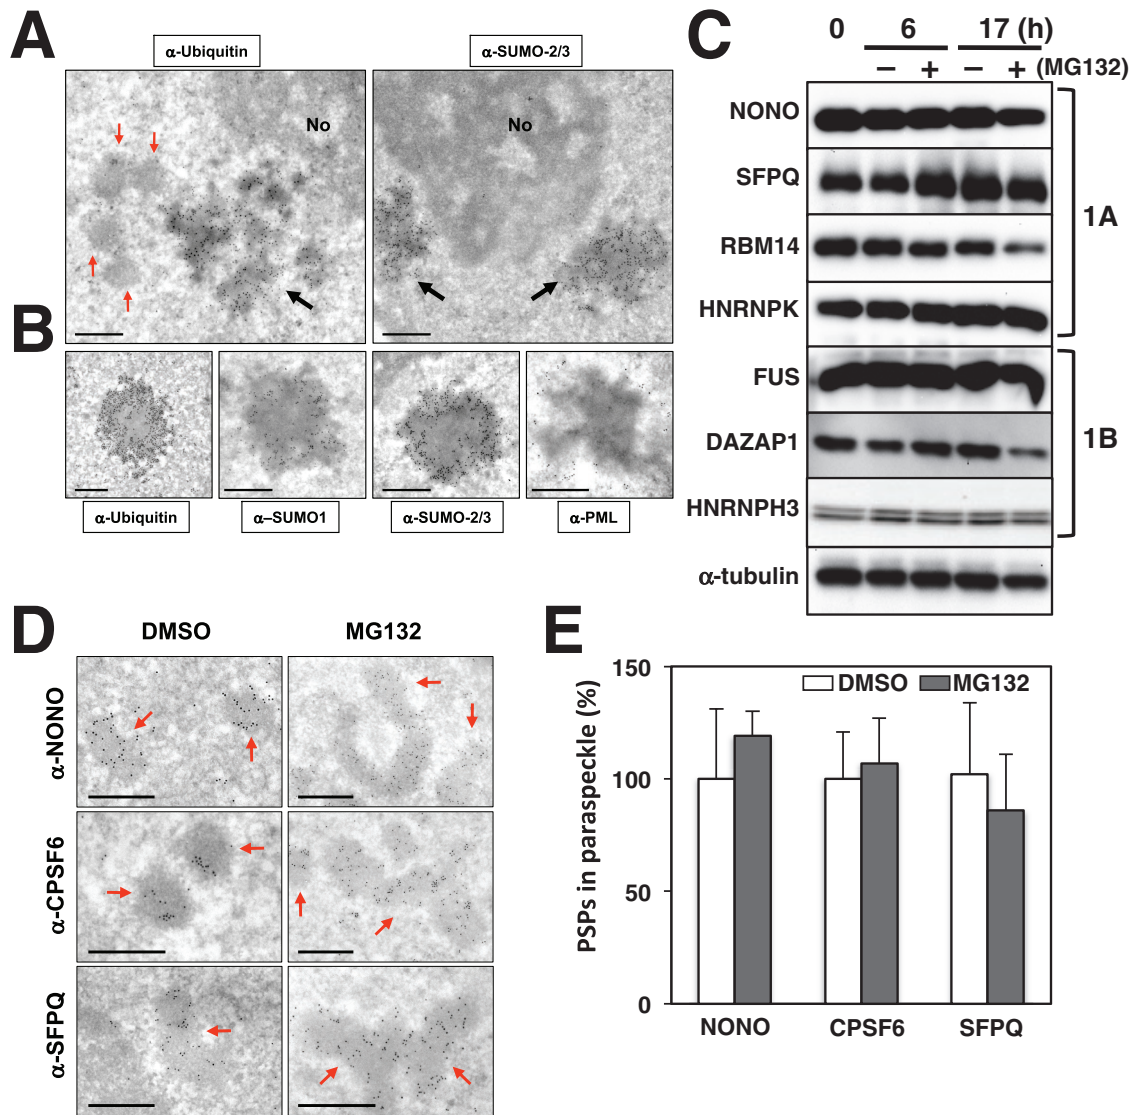 A
α-Ubiquitin
α-SUMO-2/3
No
No
B
α-Ubiquitin
α–SUMO1
α-SUMO-2/3
α-PML
C
0 6 17 (h)
− + − + (MG132)
NONO
SFPQ
RBM14
HNRNPK
1A
FUS
DAZAP1
HNRNPH3
1B
α-tubulin
D
DMSO MG132
α-NONO
α-CPSF6
α-SFPQ
E
DMSO MG132
PSPs in paraspeckle (%)
150
100
50
0
NONO CPSF6 SFPQ